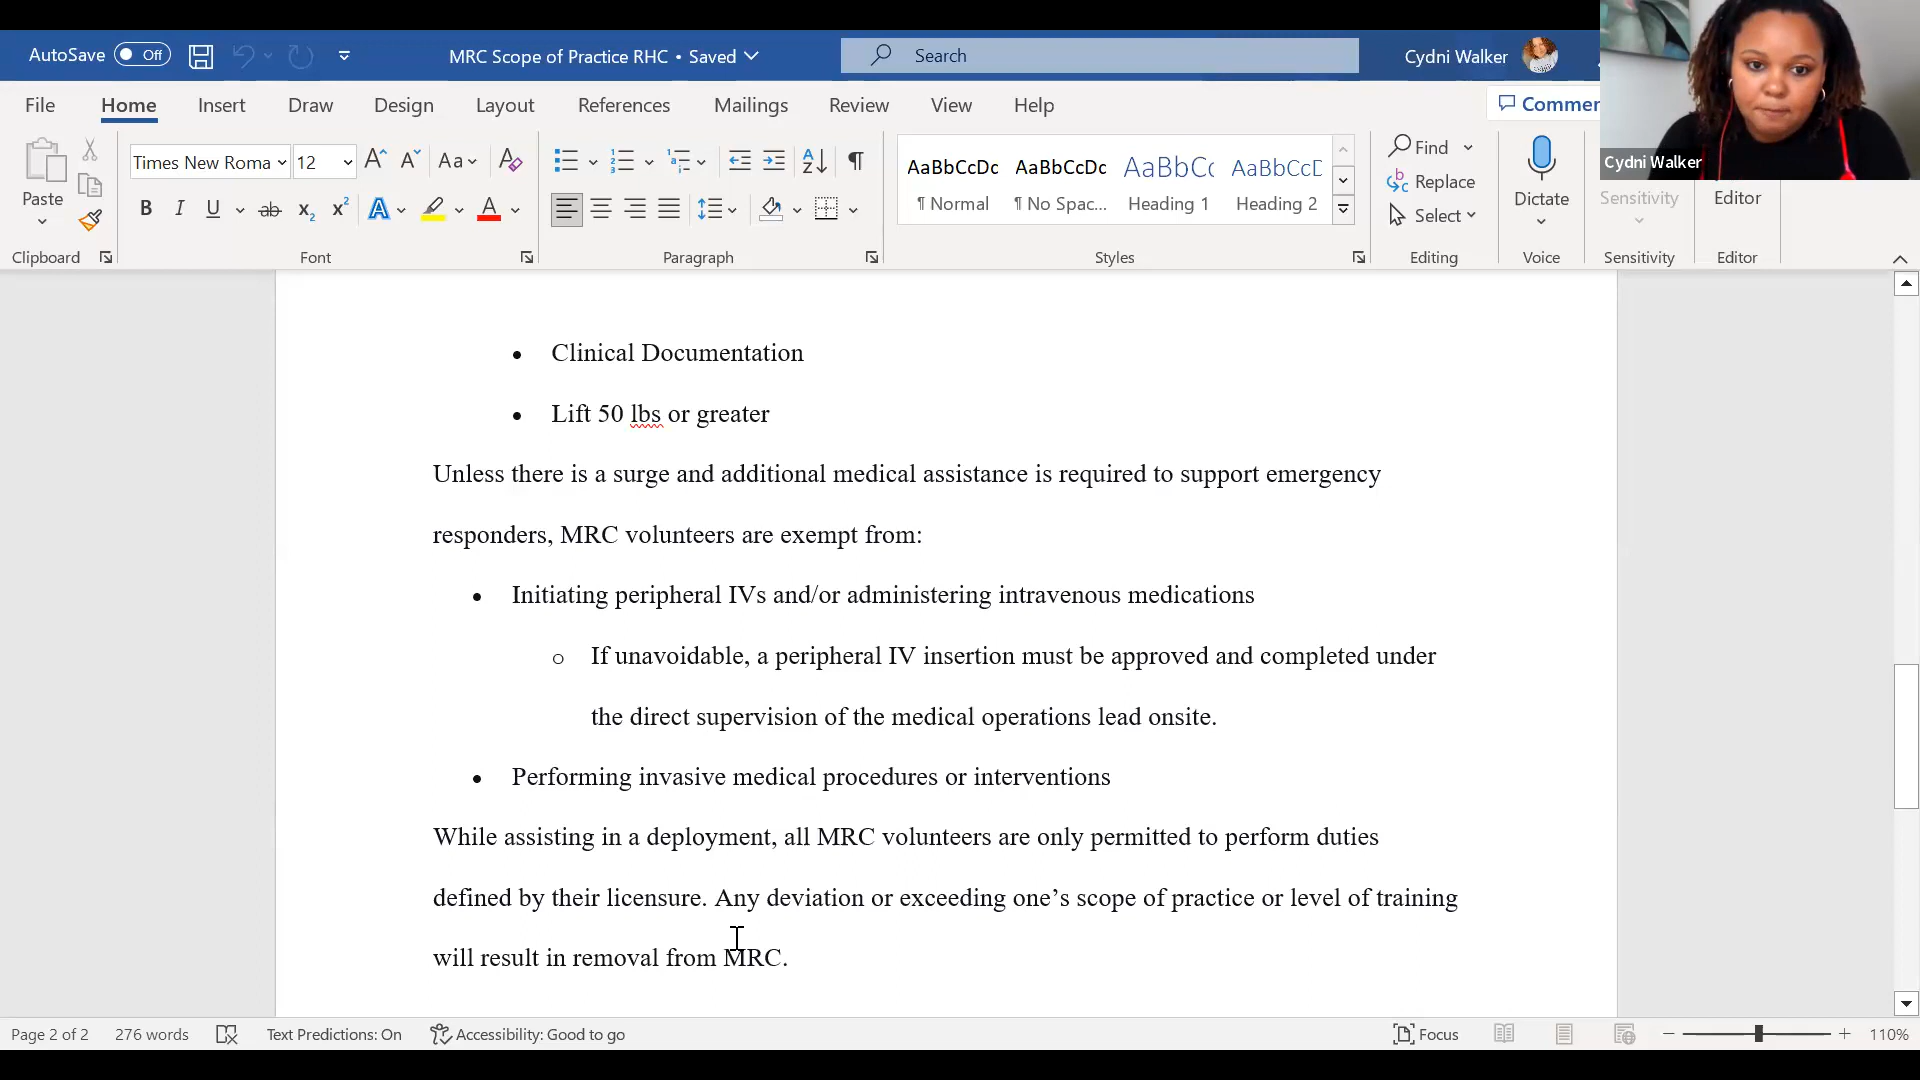 AutoSave Off MRC Scope of Practice RHC • Saved Search Cydni Walker
File Home Insert Draw Design Layout References Mailings Review View Help
Cydni Walker
Times New Roma 12 Aa
Paste
B I U ab x₂ x² A A
AaBbCcDc AaBbCcDc AaBbCc AaBbCcD
¶ Normal ¶ No Spac... Heading 1 Heading 2
Find
Replace
Select
Dictate Sensitivity Editor
Clipboard Font Paragraph Styles Editing Voice Sensitivity Editor
• Clinical Documentation
• Lift 50 lbs or greater
Unless there is a surge and additional medical assistance is required to support emergency
responders, MRC volunteers are exempt from:
• Initiating peripheral IVs and/or administering intravenous medications
o If unavoidable, a peripheral IV insertion must be approved and completed under
the direct supervision of the medical operations lead onsite.
• Performing invasive medical procedures or interventions
While assisting in a deployment, all MRC volunteers are only permitted to perform duties
defined by their licensure. Any deviation or exceeding one’s scope of practice or level of training
will result in removal from MRC.
Page 2 of 2 276 words Text Predictions: On Accessibility: Good to go Focus 110%